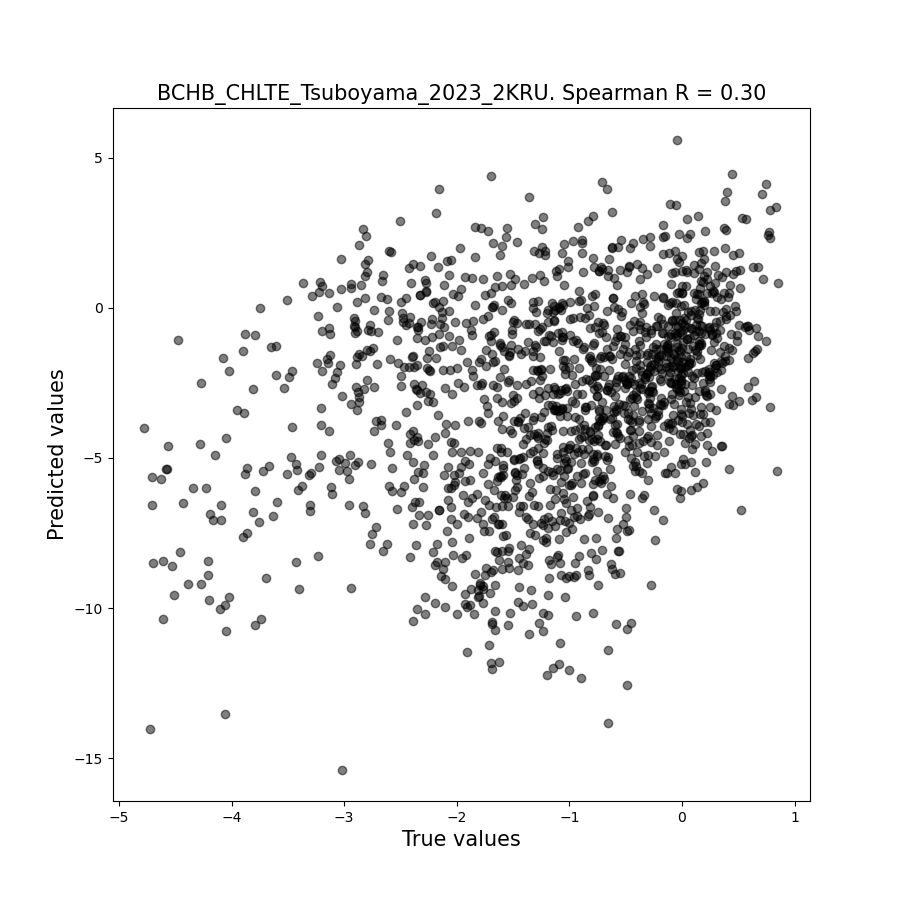 BCHB_CHLTE_Tsuboyama_2023_2KRU. Spearman R = 0.30
5
0
−5
−10
−15
Predicted values
−5 −4 −3 −2 −1 0 1
True values